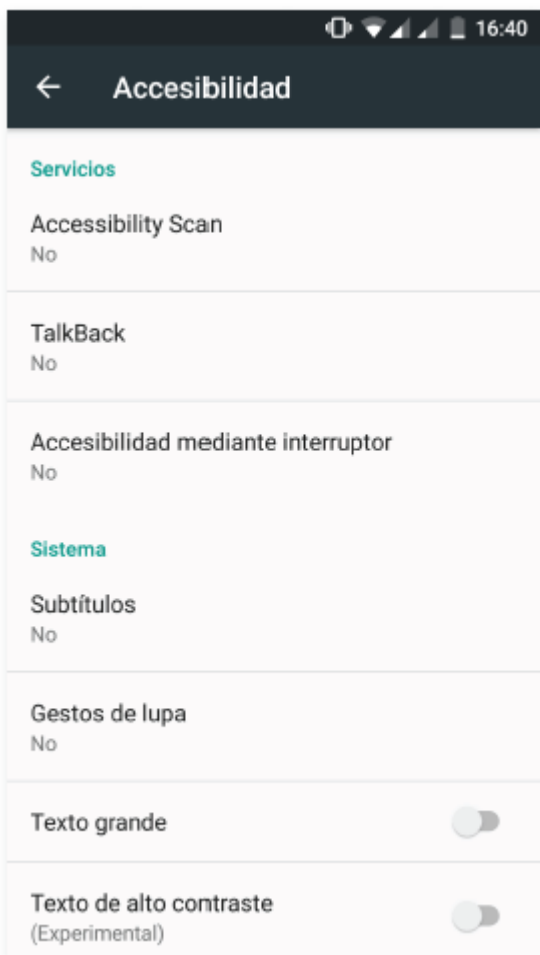 16:40
Accesibilidad
Servicios
Accessibility Scan
No
TalkBack
No
Accesibilidad mediante interruptor
No
Sistema
Subtítulos
No
Gestos de lupa
No
Texto grande
Texto de alto contraste
(Experimental)